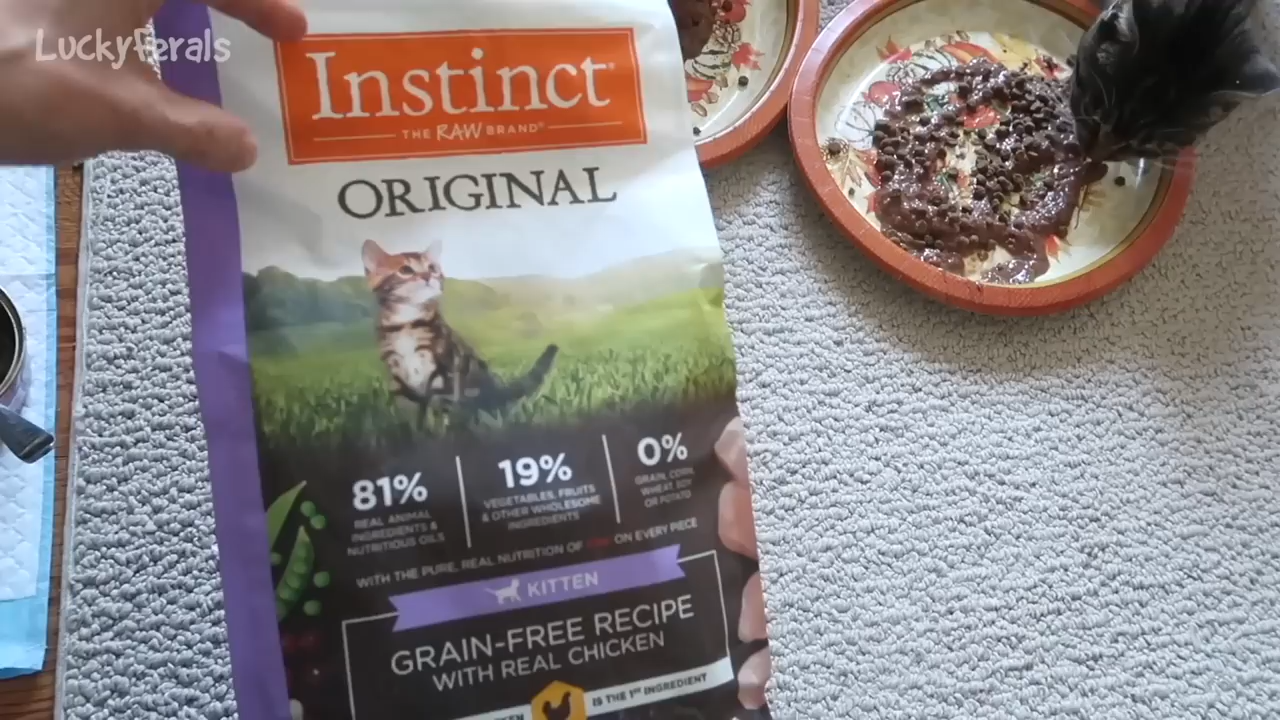 LuckyFerals
Instinct
THE RAW BRAND
ORIGINAL
81%
REAL ANIMAL
INGREDIENTS &
NUTRITIOUS OILS
19%
VEGETABLES, FRUITS
& OTHER WHOLESOME
INGREDIENTS
0%
GRAIN, CORN,
WHEAT, SOY
OR POTATO
WITH THE PURE, REAL NUTRITION OF ON EVERY PIECE
KITTEN
GRAIN-FREE RECIPE
WITH REAL CHICKEN
IS THE 1ST INGREDIENT